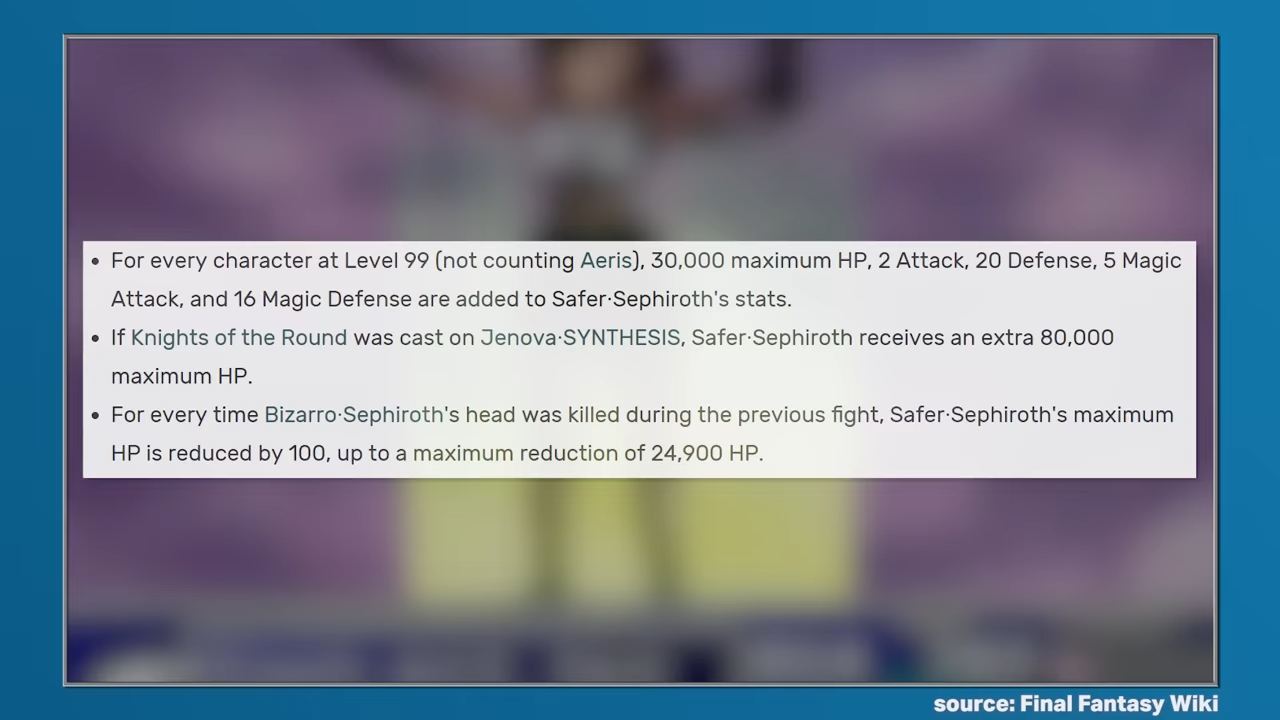 • For every character at Level 99 (not counting Aeris), 30,000 maximum HP, 2 Attack, 20 Defense, 5 Magic
Attack, and 16 Magic Defense are added to Safer·Sephiroth's stats.
• If Knights of the Round was cast on Jenova·SYNTHESIS, Safer·Sephiroth receives an extra 80,000
maximum HP.
• For every time Bizarro·Sephiroth's head was killed during the previous fight, Safer·Sephiroth's maximum
HP is reduced by 100, up to a maximum reduction of 24,900 HP.
source: Final Fantasy Wiki